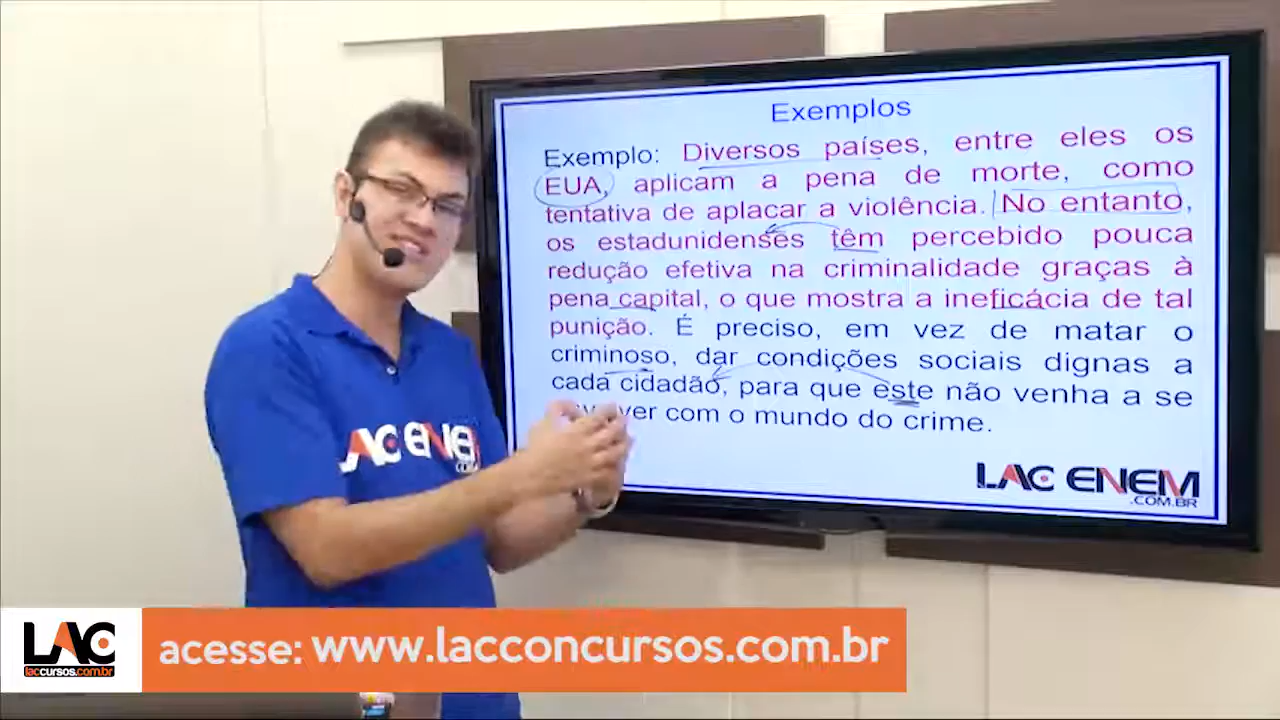 Exemplos
Exemplo: Diversos países, entre eles os
EUA, aplicam a pena de morte, como
tentativa de aplacar a violência. No entanto,
os estadunidenses têm percebido pouca
redução efetiva na criminalidade graças à
pena capital, o que mostra a ineficácia de tal
punição. É preciso, em vez de matar o
criminoso, dar condições sociais dignas a
cada cidadão, para que este não venha a se
com o mundo do crime.
LAC ENEM
.COM.BR
LAC ENEM
LAC
laccursos.com.br
acesse: www.lacconcursos.com.br